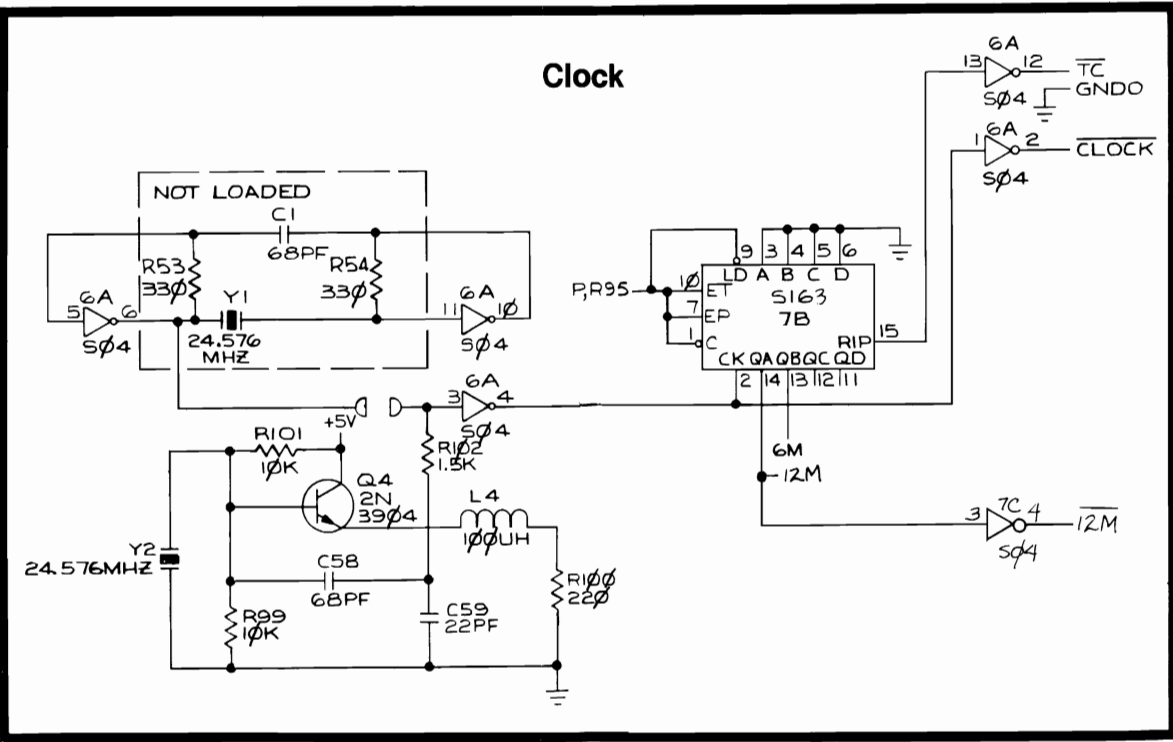 Clock
6A
13 12 TC
SØ4 GNDO
6A
1 2 CLOCK
SØ4
NOT LOADED
C1
68PF
R53
33Ø
R54
33Ø
Y1
24.576
MHZ
6A
5 6
SØ4
6A
11 1Ø
SØ4
6A
3 4
SØ4
9 3 4 5 6
LD A B C D
P,R95
1Ø ET
7 EP
1 C
S163
7B
RIP 15
CK QA QB QC QD
2 14 13 12 11
6M
12M
7C
3 4 12M
SØ4
+5V
R101
1ØK
R1Ø2
1.5K
Q4
2N
39Ø4
L4
1ØØUH
Y2
24.576MHZ
C58
68PF
R99
1ØK
C59
22PF
R1ØØ
22Ø